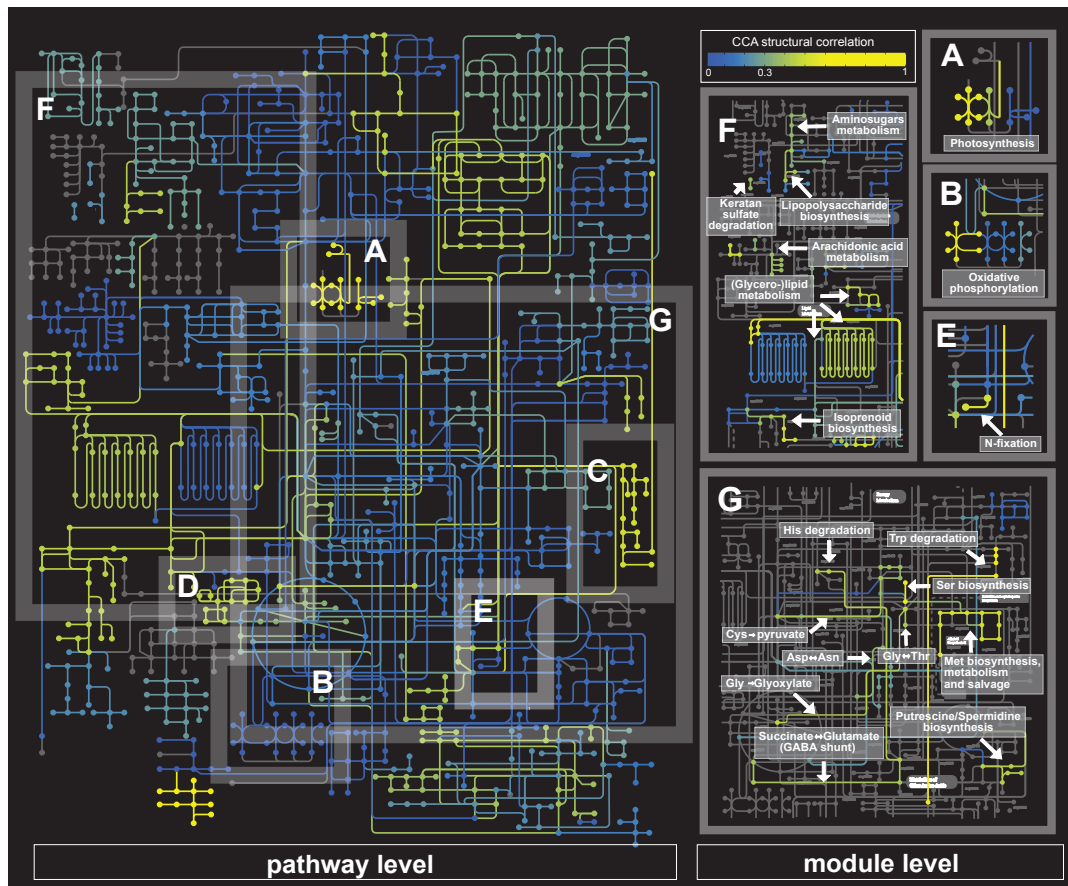 F
A
G
C
D
E
B
pathway level
CCA structural correlation
0
0.3
1
F
Aminosugars
metabolism
Keratan
sulfate
degradation
Lipopolysaccharide
biosynthesis
Arachidonic acid
metabolism
(Glycero-)lipid
metabolism
Isoprenoid
biosynthesis
A
Photosynthesis
B
Oxidative
phosphorylation
E
N-fixation
G
His degradation
Trp degradation
Ser biosynthesis
Cys→pyruvate
Asp↔Asn
Gly↔Thr
Met biosynthesis,
metabolism
and salvage
Gly→Glyoxylate
Putrescine/Spermidine
biosynthesis
Succinate↔Glutamate
(GABA shunt)
module level